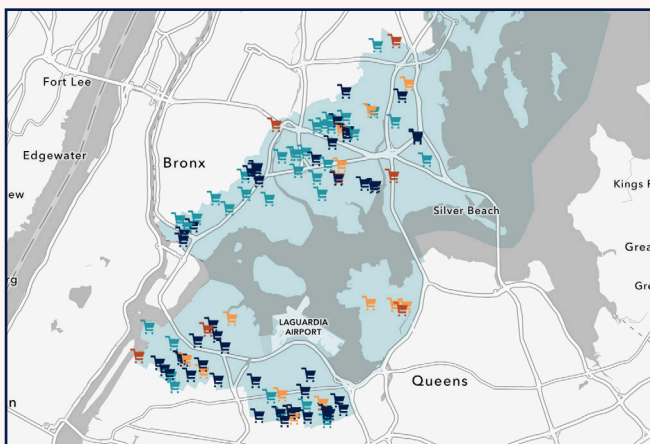 Fort Lee
Edgewater
Bronx
ew
Kings
Silver Beach
Grea
rg
Gre
LAGUARDIA
AIRPORT
Queens
n